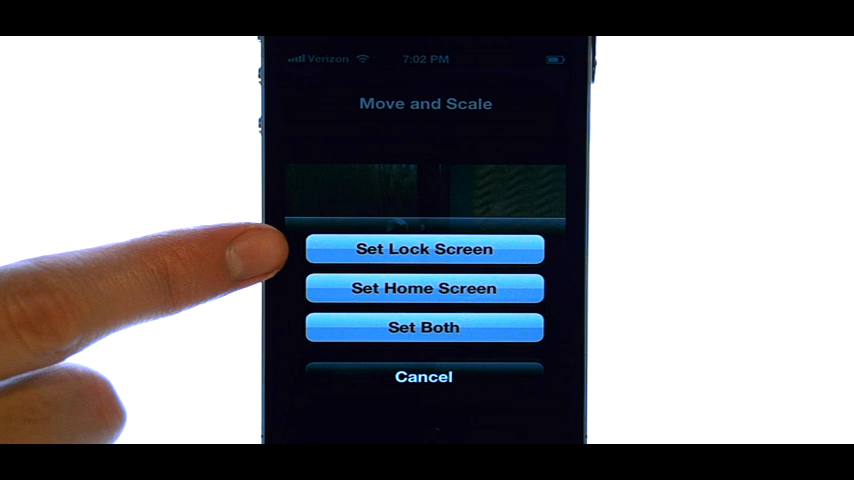 Verizon 7:02 PM
Move and Scale
Set Lock Screen
Set Home Screen
Set Both
Cancel